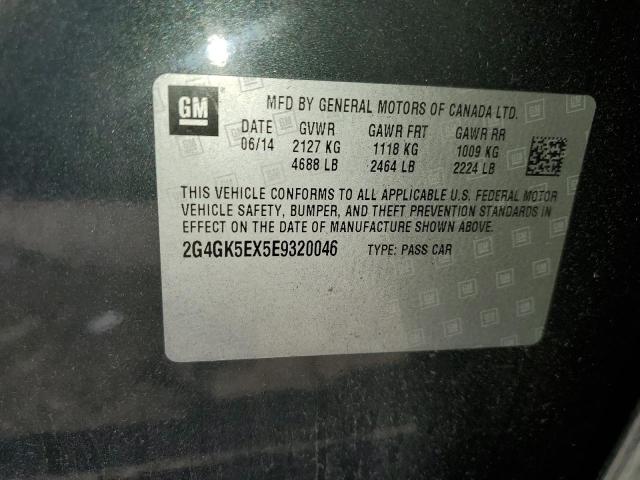 GM
MFD BY GENERAL MOTORS OF CANADA LTD.
DATE GVWR GAWR FRT GAWR RR
06/14 2127 KG 1118 KG 1009 KG
4688 LB 2464 LB 2224 LB
THIS VEHICLE CONFORMS TO ALL APPLICABLE U.S. FEDERAL MOTOR
VEHICLE SAFETY, BUMPER, AND THEFT PREVENTION STANDARDS IN
EFFECT ON THE DATE OF MANUFACTURE SHOWN ABOVE.
2G4GK5EX5E9320046 TYPE: PASS CAR